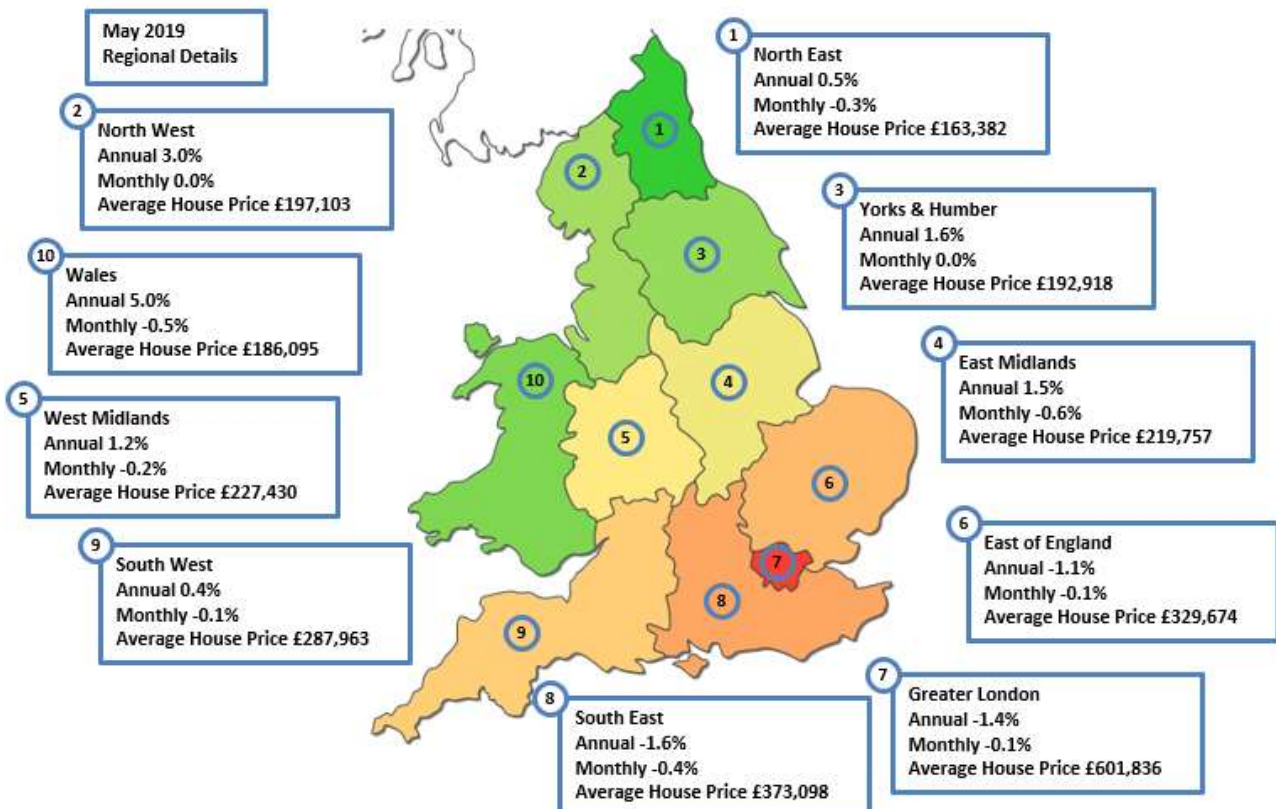 May 2019
Regional Details
1
North East
Annual 0.5%
Monthly -0.3%
Average House Price £163,382
2
North West
Annual 3.0%
Monthly 0.0%
Average House Price £197,103
3
Yorks & Humber
Annual 1.6%
Monthly 0.0%
Average House Price £192,918
10
Wales
Annual 5.0%
Monthly -0.5%
Average House Price £186,095
4
East Midlands
Annual 1.5%
Monthly -0.6%
Average House Price £219,757
5
West Midlands
Annual 1.2%
Monthly -0.2%
Average House Price £227,430
6
East of England
Annual -1.1%
Monthly -0.1%
Average House Price £329,674
9
South West
Annual 0.4%
Monthly -0.1%
Average House Price £287,963
7
Greater London
Annual -1.4%
Monthly -0.1%
Average House Price £601,836
8
South East
Annual -1.6%
Monthly -0.4%
Average House Price £373,098
1
2
3
10
4
5
6
7
8
9